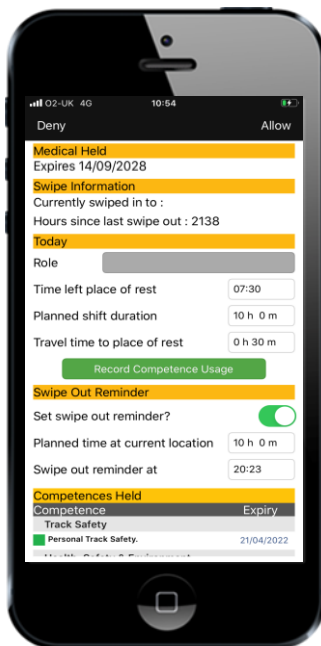 O2-UK 4G 10:54
Deny Allow
Medical Held
Expires 14/09/2028
Swipe Information
Currently swiped in to :
Hours since last swipe out : 2138
Today
Role
Time left place of rest 07:30
Planned shift duration 10 h 0 m
Travel time to place of rest 0 h 30 m
Record Competence Usage
Swipe Out Reminder
Set swipe out reminder?
Planned time at current location 10 h 0 m
Swipe out reminder at 20:23
Competences Held
Competence Expiry
Track Safety
Personal Track Safety. 21/04/2022